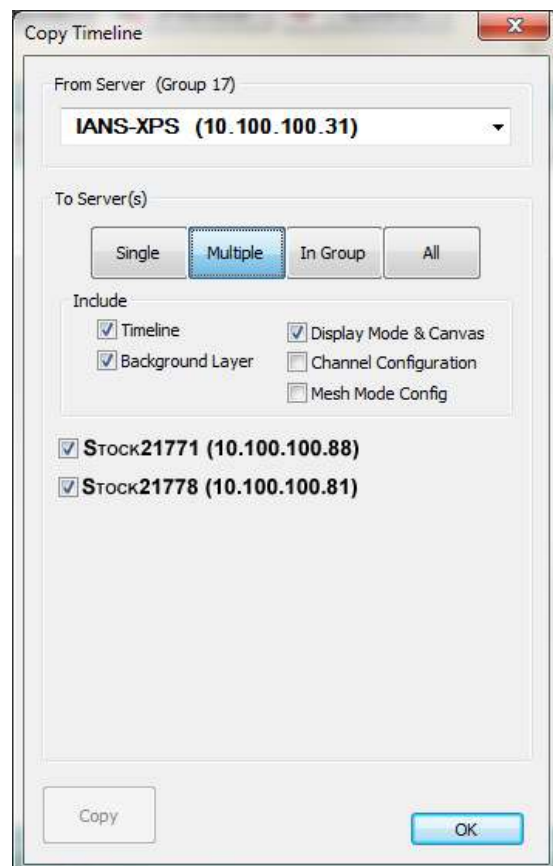 Copy Timeline
From Server (Group 17)
IANS-XPS (10.100.100.31)
To Server(s)
Single Multiple In Group All
Include
Timeline Display Mode & Canvas
Background Layer Channel Configuration
Mesh Mode Config
STOCK21771 (10.100.100.88)
STOCK21778 (10.100.100.81)
Copy OK